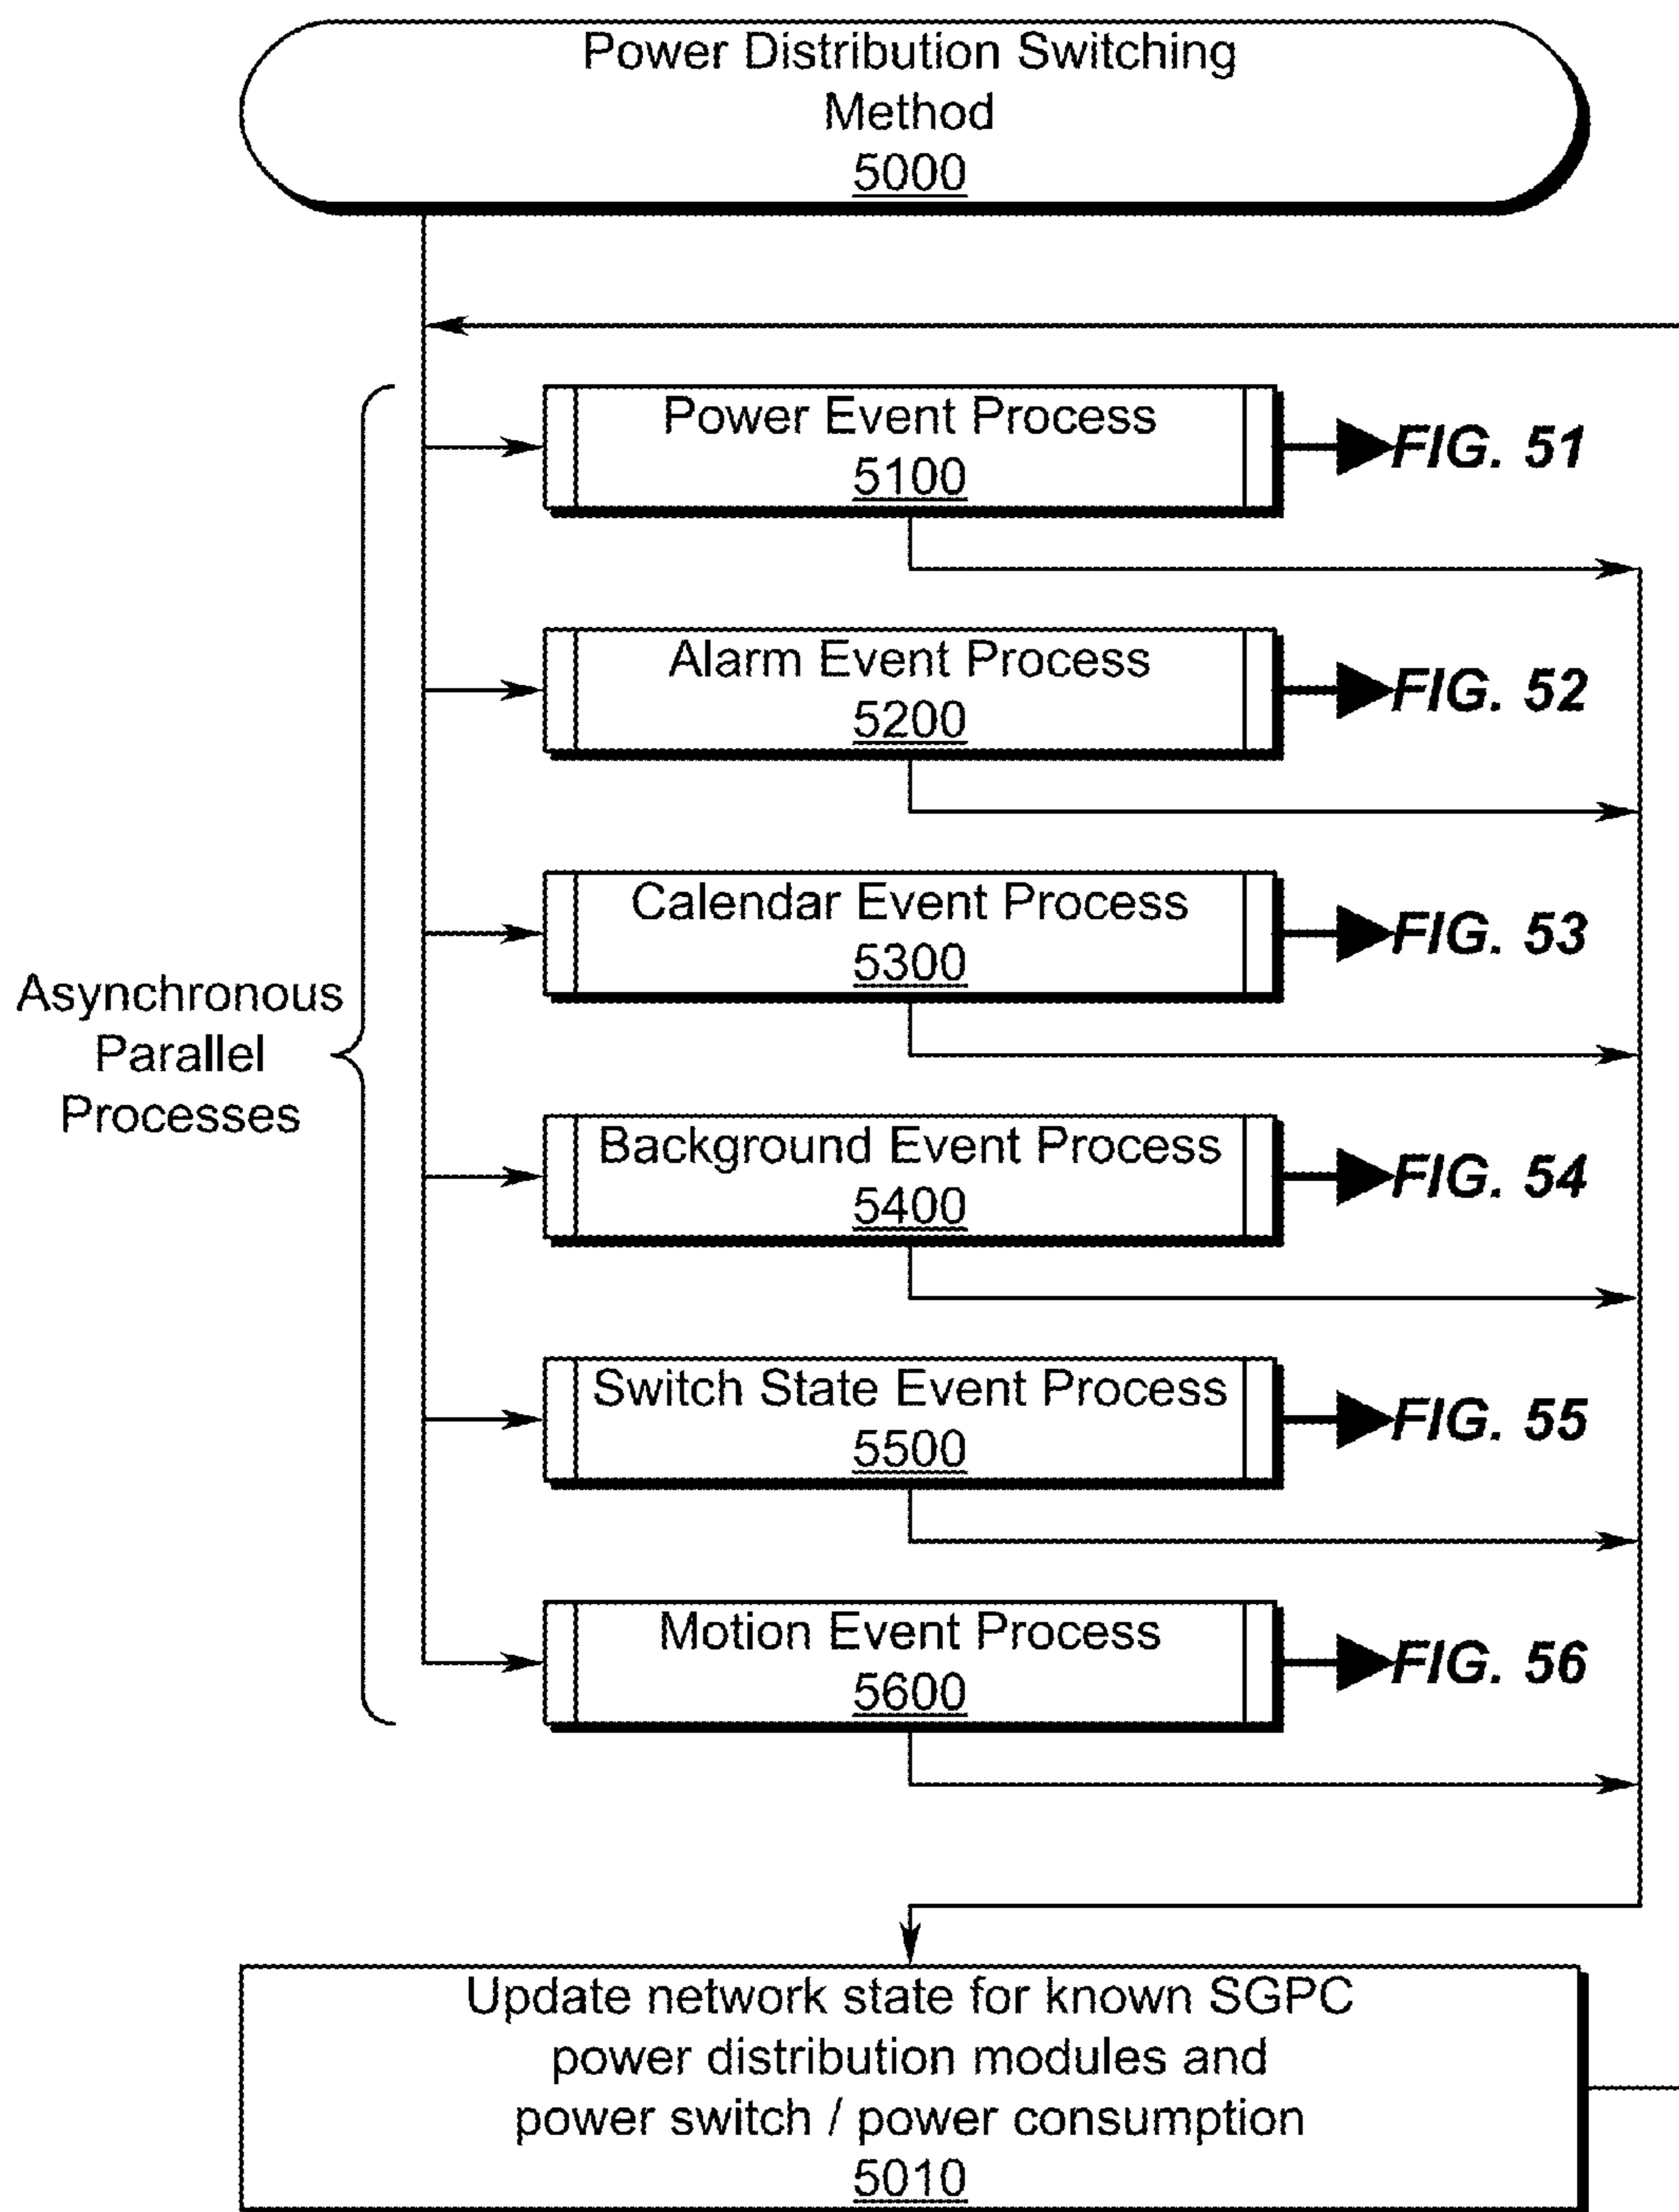 Power Distribution Switching
Method
5000
Power Event Process
5100
FIG. 51
Alarm Event Process
5200
FIG. 52
Calendar Event Process
5300
FIG. 53
Asynchronous
Parallel
Processes
Background Event Process
5400
FIG. 54
Switch State Event Process
5500
FIG. 55
Motion Event Process
5600
FIG. 56
Update network state for known SGPC
power distribution modules and
power switch / power consumption
5010